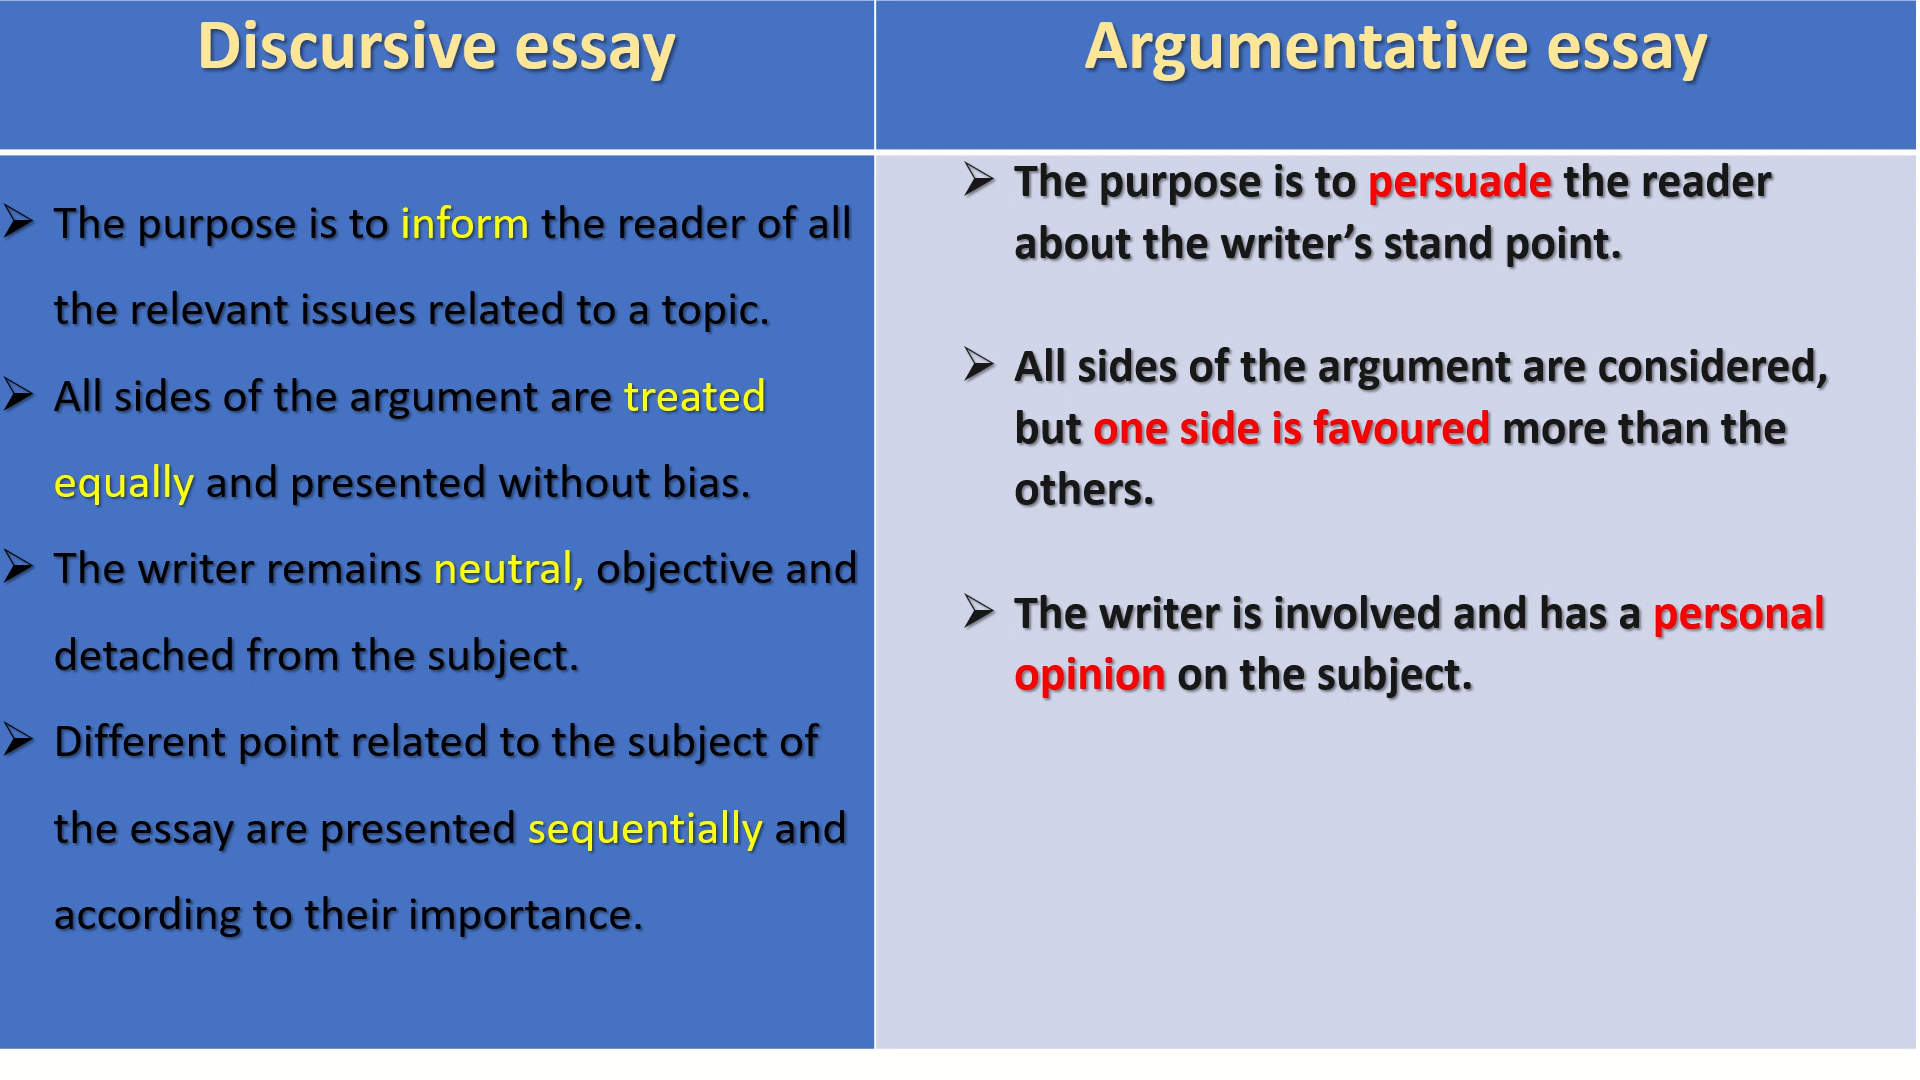 Discursive essay
Argumentative essay
➢ The purpose is to inform the reader of all
the relevant issues related to a topic.
➢ All sides of the argument are treated
equally and presented without bias.
➢ The writer remains neutral, objective and
detached from the subject.
➢ Different point related to the subject of
the essay are presented sequentially and
according to their importance.
➢ The purpose is to persuade the reader
about the writer’s stand point.
➢ All sides of the argument are considered,
but one side is favoured more than the
others.
➢ The writer is involved and has a personal
opinion on the subject.